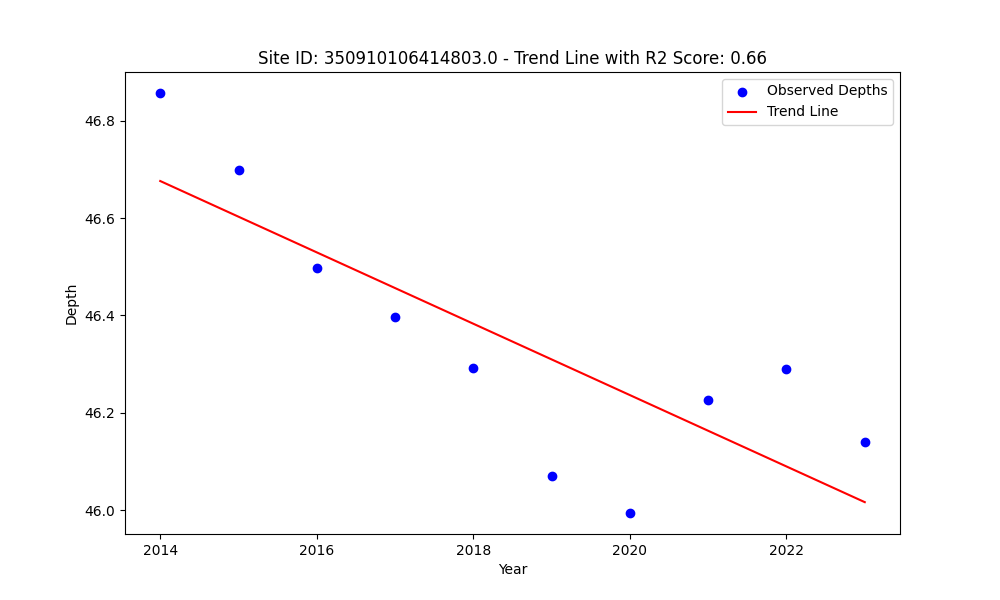 Site ID: 350910106414803.0 - Trend Line with R2 Score: 0.66
Observed Depths
Trend Line
46.8
46.6
46.4
46.2
46.0
Depth
2014
2016
2018
2020
2022
Year